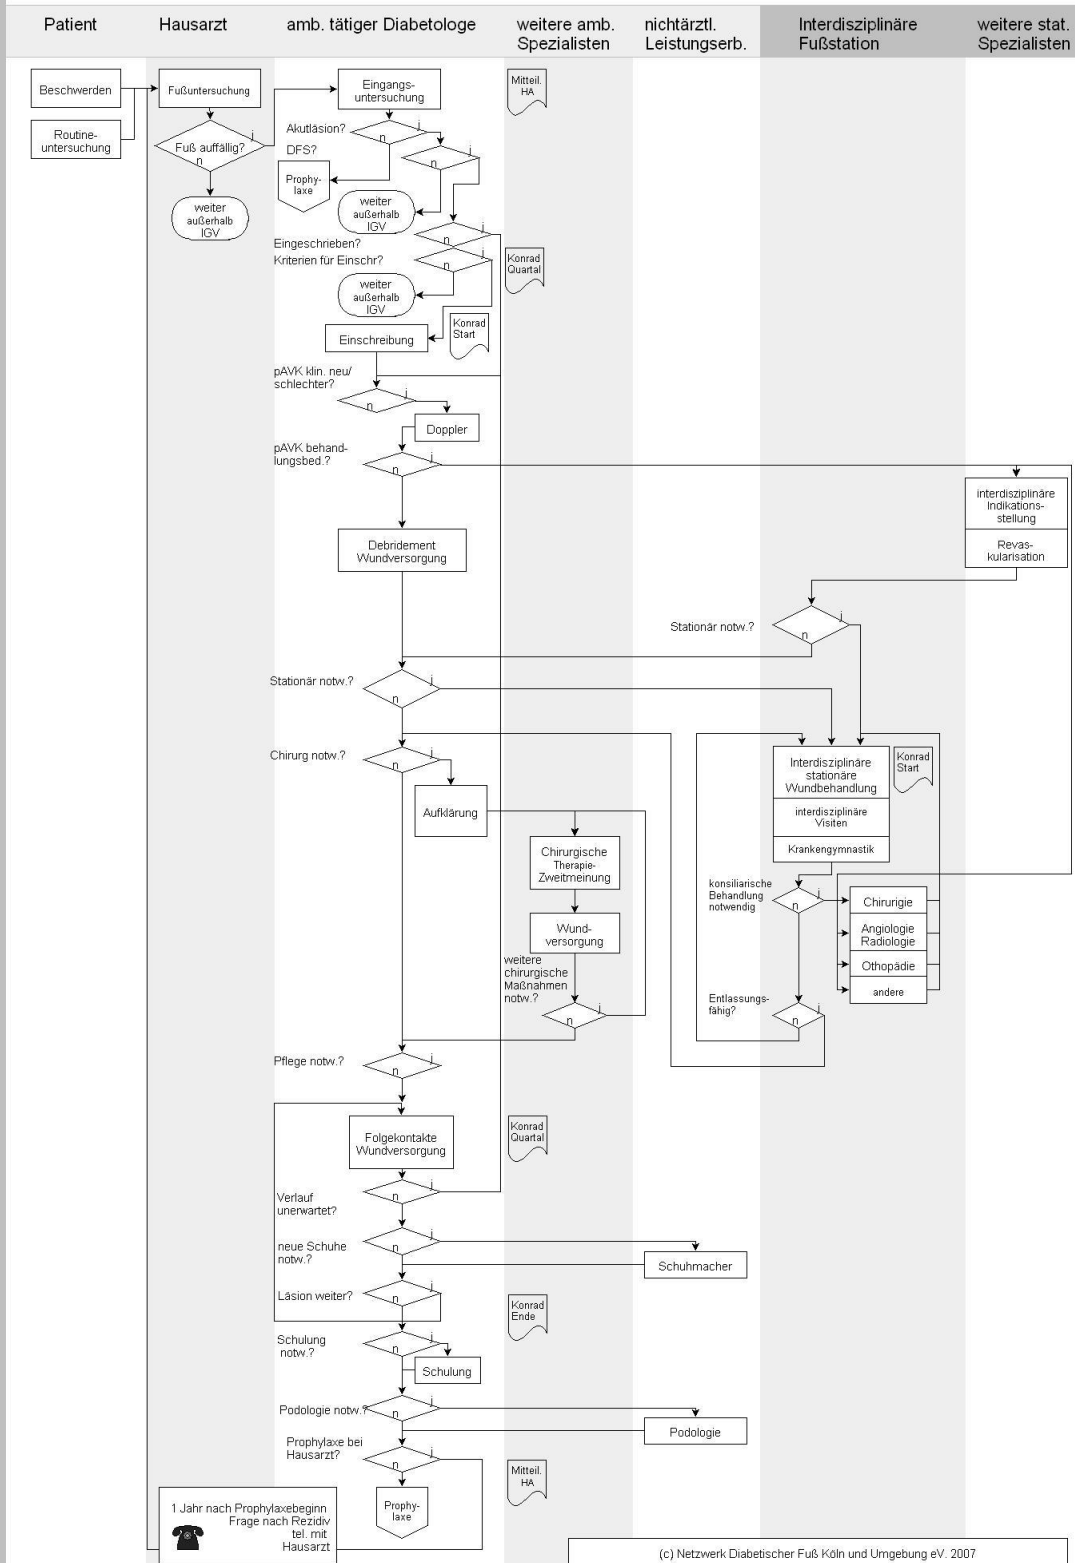 Patient
Hausarzt
amb. tätiger Diabetologe
weitere amb.
Spezialisten
nichtärztl.
Leistungserb.
Interdisziplinäre
Fußstation
weitere stat.
Spezialisten
Beschwerden
Routine-
untersuchung
Fußuntersuchung
Fuß auffällig?
j
n
weiter
außerhalb
IGV
Eingangs-
untersuchung
Mitteil.
HA
Akutläsion?
j
n
DFS?
j
n
Prophy-
laxe
weiter
außerhalb
IGV
Eingeschrieben?
j
n
Kriterien für Einschr?
j
n
Konrad
Quartal
weiter
außerhalb
IGV
Einschreibung
Konrad
Start
pAVK klin. neu/
schlechter?
j
n
Doppler
pAVK behand-
lungsbed.?
j
n
interdisziplinäre
Indikations-
stellung
Revas-
kularisation
Debridement
Wundversorgung
Stationär notw.?
j
n
Stationär notw.?
j
n
Chirurg notw.?
j
n
Aufklärung
Interdisziplinäre
stationäre
Wundbehandlung
interdisziplinäre
Visiten
Krankengymnastik
Konrad
Start
Chirurgische
Therapie-
Zweitmeinung
Wund-
versorgung
weitere
chirurgische
Maßnahmen
notw.?
j
n
konsiliarische
Behandlung
notwendig
j
n
Chirurigie
Angiologie
Radiologie
Othopädie
andere
Entlassungs-
fähig?
j
n
Pflege notw.?
j
n
Folgekontakte
Wundversorgung
Konrad
Quartal
Verlauf
unerwartet?
j
n
neue Schuhe
notw.?
j
n
Schuhmacher
Läsion weiter?
j
n
Konrad
Ende
Schulung
notw.?
j
n
Schulung
Podologie notw.?
j
n
Podologie
Prophylaxe bei
Hausarzt?
j
n
Mitteil.
HA
Prophy-
laxe
1 Jahr nach Prophylaxebeginn
Frage nach Rezidiv
tel. mit
Hausarzt
(c) Netzwerk Diabetischer Fuß Köln und Umgebung eV. 2007